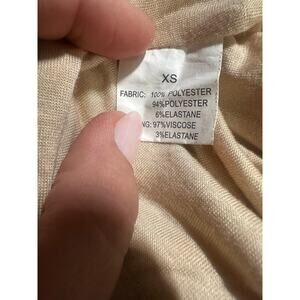 XS
FABRIC: 100% POLYESTER
94%POLYESTER
6%ELASTANE
NG: 97%VISCOSE
3%ELASTANE